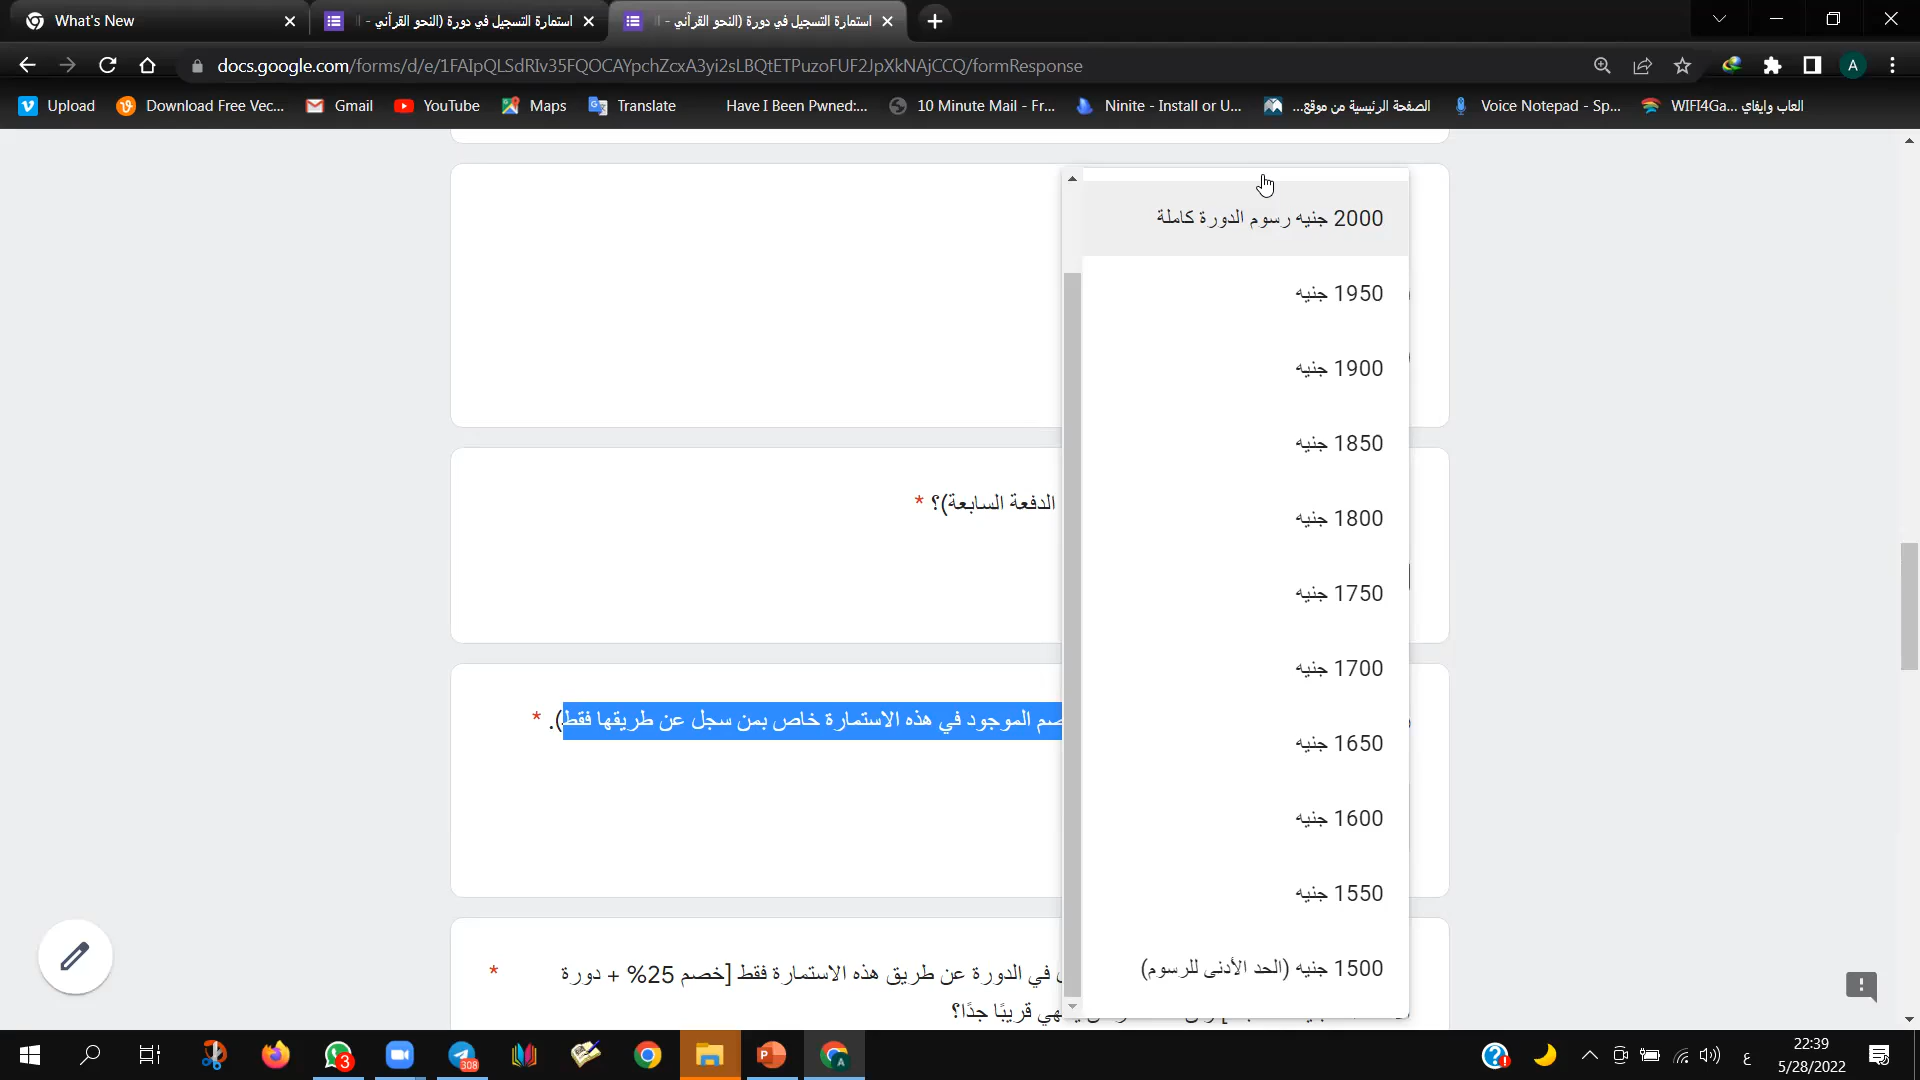 What's New
استمارة التسجيل في دورة (النحو القرآني -
استمارة التسجيل في دورة (النحو القرآني -
docs.google.com/forms/d/e/1FAIpQLSdRIv35FQOCAYpchZcxA3yi2sLBQtETPuzoFUF2JpXkNAjCCQ/formResponse
A
Upload
Download Free Vec...
Gmail
YouTube
Maps
Translate
Have I Been Pwned:...
10 Minute Mail - Fr...
Ninite - Install or U...
الصفحة الرئيسية من موقع...
Voice Notepad - Sp...
WIFI4Ga... العاب وايفاي
2000 جنيه رسوم الدورة كاملة
1950 جنيه
1900 جنيه
1850 جنيه
1800 جنيه
1750 جنيه
1700 جنيه
1650 جنيه
1600 جنيه
1550 جنيه
1500 جنيه (الحد الأدنى للرسوم)
الدفعة السابعة)؟ *
الموجود في هذه الاستمارة خاص بمن سجل عن طريقها فقط). *
في الدورة عن طريق هذه الاستمارة فقط [خصم 25% + دورة *
قريبًا جدًا؟
3
308
A
ع
22:39
5/28/2022